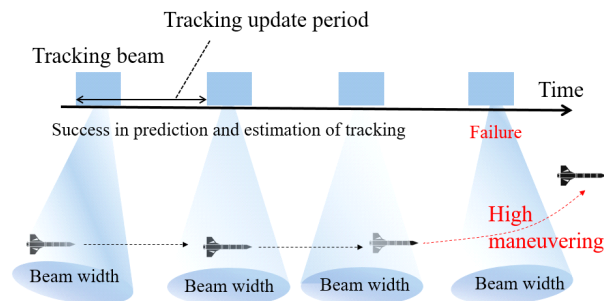 Tracking update period
Tracking beam
Time
Success in prediction and estimation of tracking
Failure
High
maneuvering
Beam width
Beam width
Beam width
Beam width